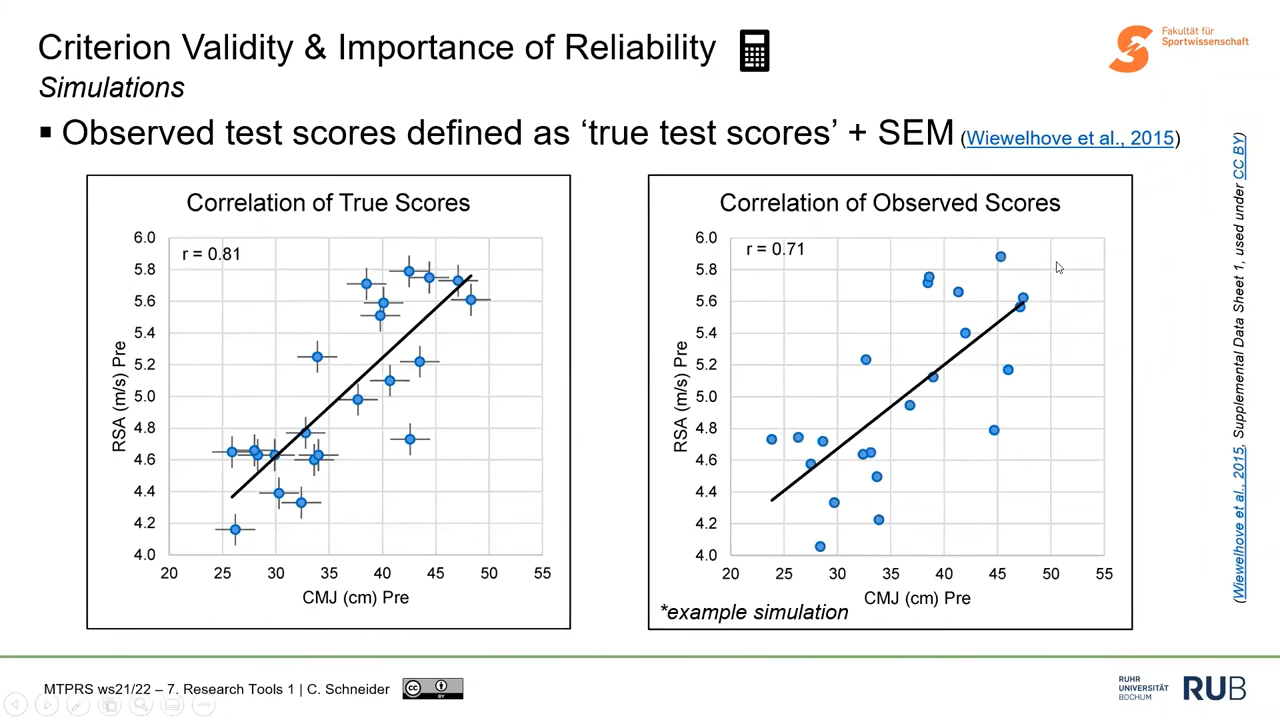 Criterion Validity & Importance of Reliability
Simulations
Fakultät für
Sportwissenschaft
▪ Observed test scores defined as ‘true test scores’ + SEM (Wiewelhove et al., 2015)
Correlation of True Scores
r = 0.81
6.0
5.8
5.6
5.4
5.2
5.0
4.8
4.6
4.4
4.2
4.0
RSA (m/s) Pre
20 25 30 35 40 45 50 55
CMJ (cm) Pre
Correlation of Observed Scores
r = 0.71
6.0
5.8
5.6
5.4
5.2
5.0
4.8
4.6
4.4
4.2
4.0
RSA (m/s) Pre
20 25 30 35 40 45 50 55
CMJ (cm) Pre
*example simulation
(Wiewelhove et al., 2015. Supplemental Data Sheet 1, used under CC BY)
MTPRS ws21/22 – 7. Research Tools 1 | C. Schneider
cc
BY
RUHR
UNIVERSITÄT
BOCHUM
RUB